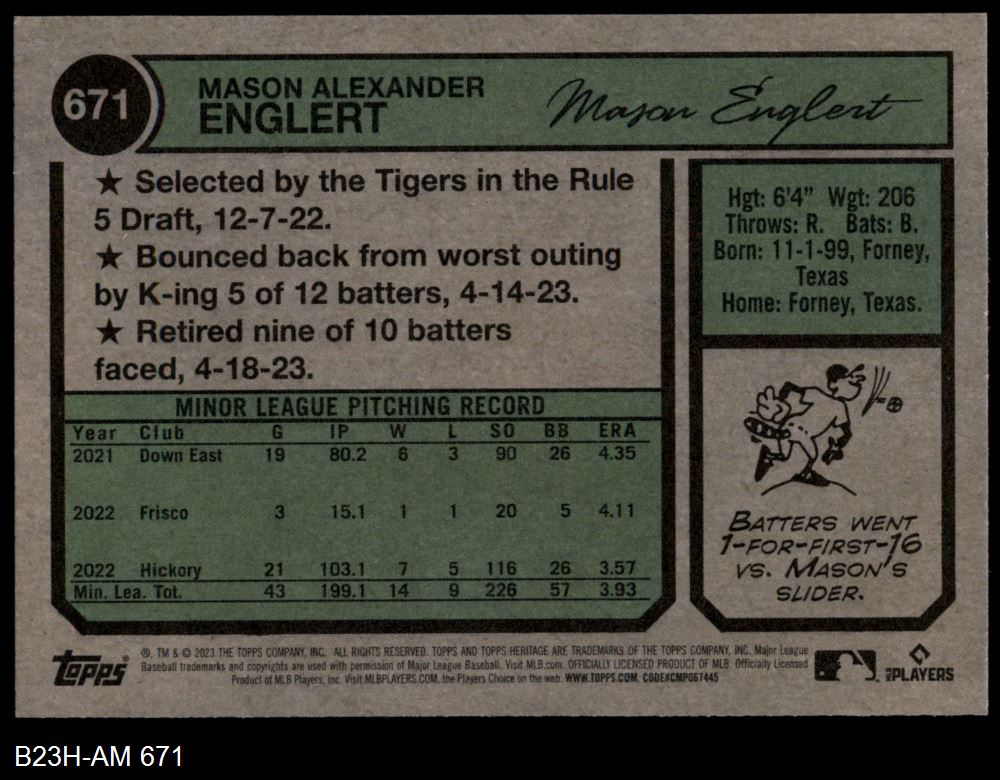 671
MASON ALEXANDER
ENGLERT
Mason Englert
★ Selected by the Tigers in the Rule
5 Draft, 12-7-22.
★ Bounced back from worst outing
by K-ing 5 of 12 batters, 4-14-23.
★ Retired nine of 10 batters
faced, 4-18-23.
Hgt: 6'4" Wgt: 206
Throws: R. Bats: B.
Born: 11-1-99, Forney,
Texas
Home: Forney, Texas.
MINOR LEAGUE PITCHING RECORD
Year Club G IP W L SO BB ERA
2021 Down East 19 80.2 6 3 90 26 4.35
2022 Frisco 3 15.1 1 1 20 5 4.11
2022 Hickory 21 103.1 7 5 116 26 3.57
Min. Lea. Tot. 43 199.1 14 9 226 57 3.93
BATTERS WENT
1-FOR-FIRST-16
VS. MASON'S
SLIDER.
topps
®, TM & © 2023 THE TOPPS COMPANY, INC. ALL RIGHTS RESERVED. TOPPS AND TOPPS HERITAGE ARE TRADEMARKS OF THE TOPPS COMPANY, INC. Major League
Baseball trademarks and copyrights are used with permission of Major League Baseball. Visit MLB.com. OFFICIALLY LICENSED PRODUCT OF MLB. Officially Licensed
Product of MLB Players, Inc. Visit MLBPLAYERS.COM, the Players Choice on the web. WWW.TOPPS.COM. CODE#CMP067445
MLB PLAYERS
B23H-AM 671